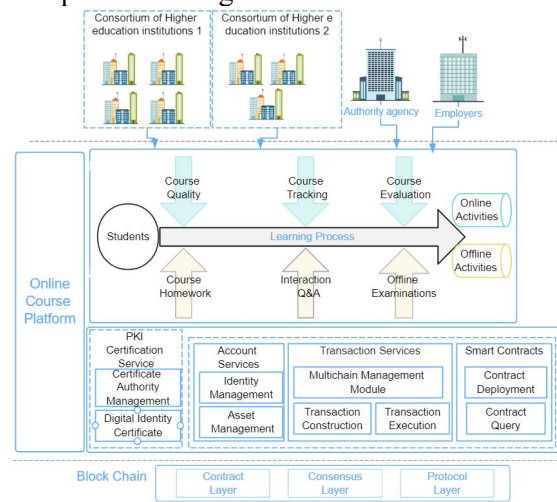 Consortium of Higher
education institutions 1
Consortium of Higher e
ducation institutions 2
Authority agency
Employers
Course
Quality
Course
Tracking
Course
Evaluation
Online
Activities
Students
Learning Process
Offline
Activities
Course
Homework
Interaction
Q&A
Offline
Examinations
Online
Course
Platform
PKI
Certification
Service
Certificate
Authority
Management
Digital Identity
Certificate
Account
Services
Identity
Management
Asset
Management
Transaction Services
Multichain Management
Module
Transaction
Construction
Transaction
Execution
Smart Contracts
Contract
Deployment
Contract
Query
Block Chain
Contract
Layer
Consensus
Layer
Protocol
Layer